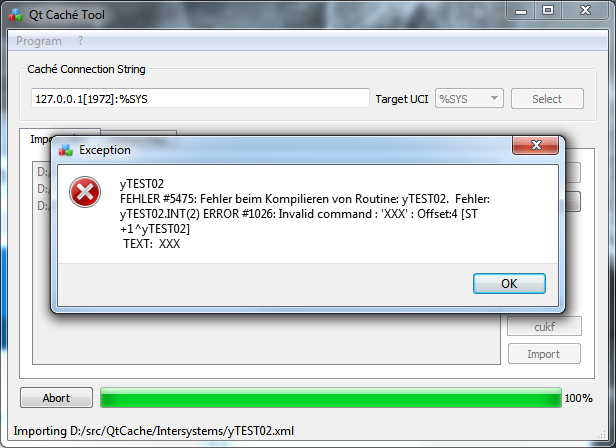 Qt Caché Tool
Program ?
Caché Connection String
127.0.0.1[1972]:%SYS
Target UCI
%SYS
Select
Exception
yTEST02
FEHLER #5475: Fehler beim Kompilieren von Routine: yTEST02. Fehler:
yTEST02.INT(2) ERROR #1026: Invalid command : 'XXX' : Offset:4 [ST
+1^yTEST02]
TEXT: XXX
OK
cukf
Import
Abort
100%
Importing D:/src/QtCache/Intersystems/yTEST02.xml